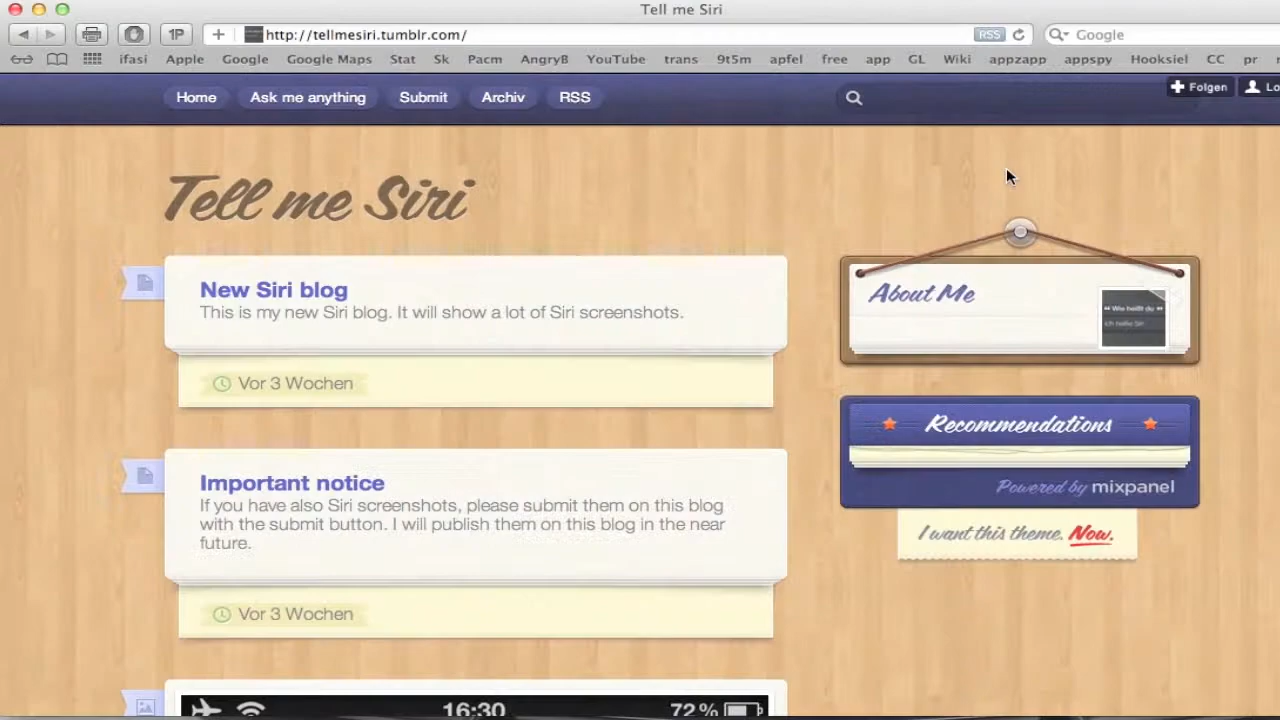 Tell me Siri
1P
http://tellmesiri.tumblr.com/
RSS
Google
ifasi Apple Google Google Maps Stat Sk Pacm AngryB YouTube trans 9t5m apfel free app GL Wiki appzapp appspy Hooksiel CC pr
Home Ask me anything Submit Archiv RSS
Folgen Lo
Tell me Siri
New Siri blog
This is my new Siri blog. It will show a lot of Siri screenshots.
Vor 3 Wochen
About Me
Wie heißt du
Recommendations
Powered by mixpanel
I want this theme. Now.
Important notice
If you have also Siri screenshots, please submit them on this blog
with the submit button. I will publish them on this blog in the near
future.
Vor 3 Wochen
16:30 72 %